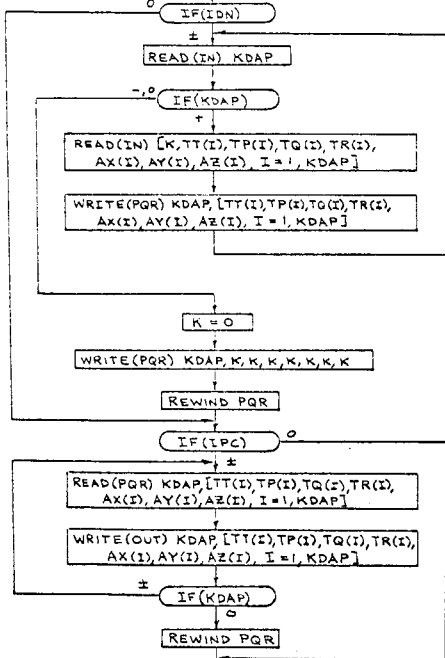 0
IF(IDN)
±
READ(IN) KDAP
-,0
IF(KDAP)
+
READ(IN) [K,TT(I),TP(I),TQ(I),TR(I),
AX(I),AY(I),AZ(I), I=1,KDAP]
WRITE(PQR) KDAP,[TT(I),TP(I),TQ(I),TR(I),
AX(I),AY(I),AZ(I), I=1,KDAP]
K=0
WRITE(PQR) KDAP,K,K,K,K,K,K,K
REWIND PQR
IF(IPC)
0
±
READ(PQR) KDAP,[TT(I),TP(I),TQ(I),TR(I),
AX(I),AY(I),AZ(I), I=1,KDAP]
WRITE(OUT) KDAP,[TT(I),TP(I),TQ(I),TR(I),
AX(I),AY(I),AZ(I), I=1,KDAP]
±
IF(KDAP)
0
REWIND PQR